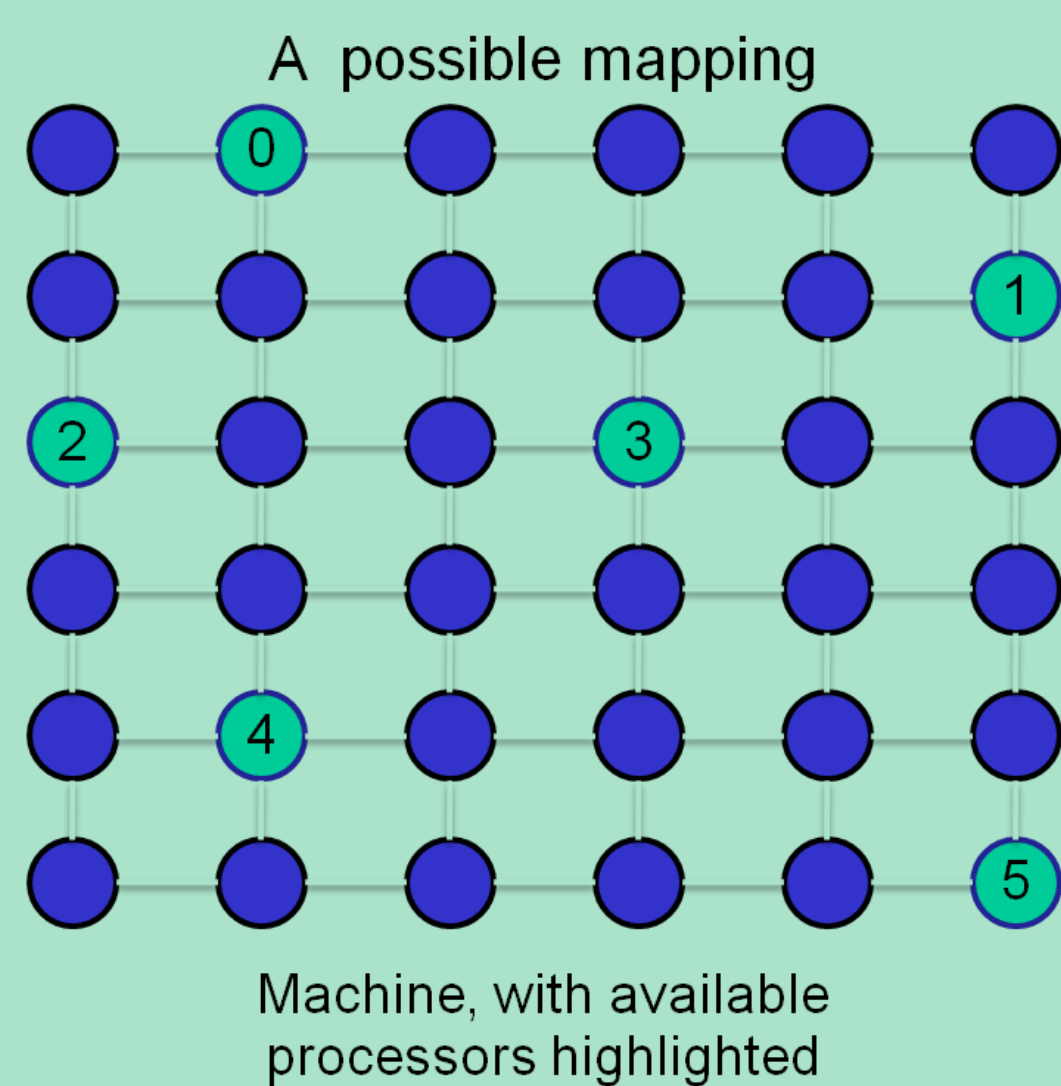 A possible mapping
0
1
2 3
4
5
Machine, with available
processors highlighted